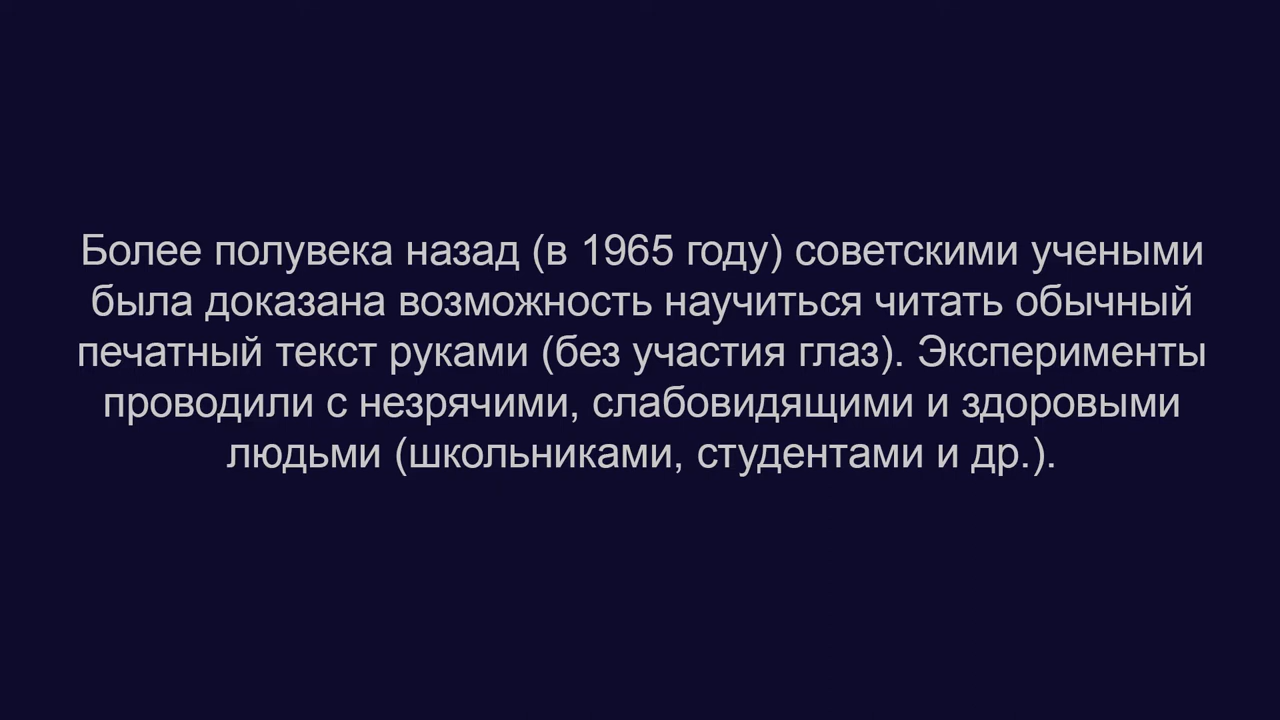 Более полувека назад (в 1965 году) советскими учеными
была доказана возможность научиться читать обычный
печатный текст руками (без участия глаз). Эксперименты
проводили с незрячими, слабовидящими и здоровыми
людьми (школьниками, студентами и др.).